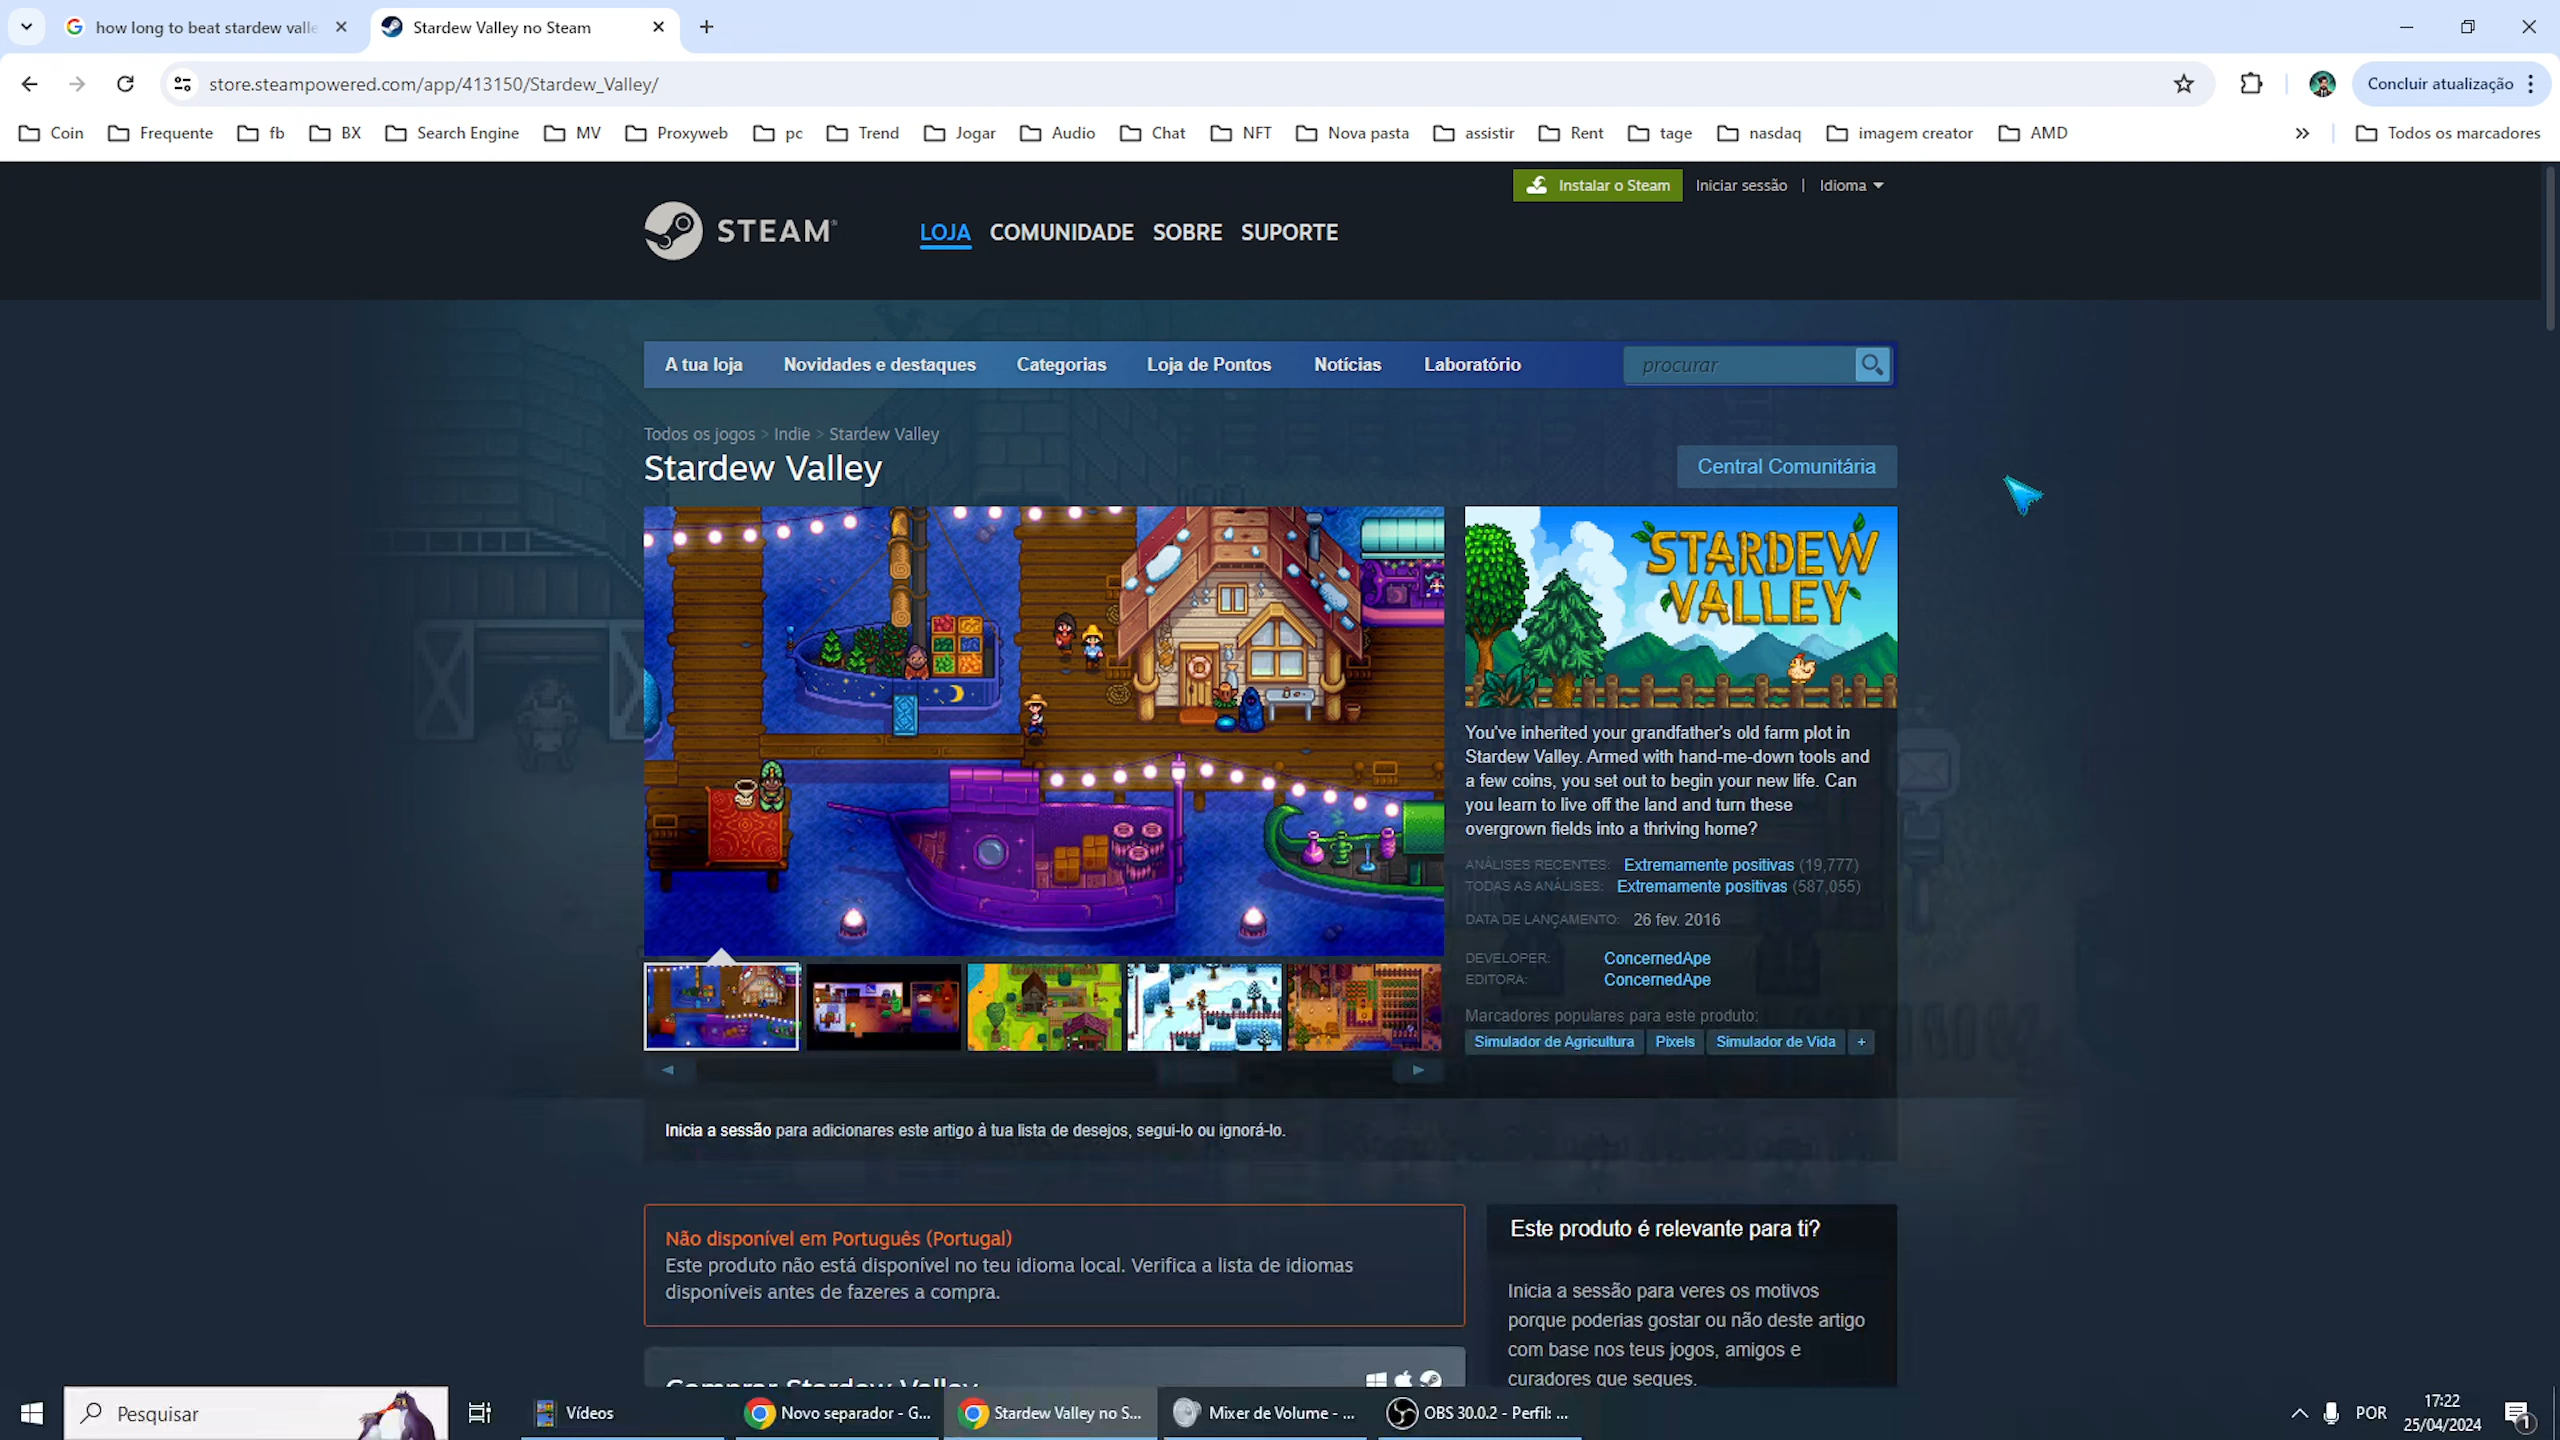 how long to beat stardew valle
Stardew Valley no Steam
store.steampowered.com/app/413150/Stardew_Valley/
Concluir atualização
Coin
Frequente
fb
BX
Search Engine
MV
Proxyweb
pc
Trend
Jogar
Audio
Chat
NFT
Nova pasta
assistir
Rent
tage
nasdaq
imagem creator
AMD
Todos os marcadores
Instalar o Steam
Iniciar sessão | Idioma
STEAM
LOJA COMUNIDADE SOBRE SUPORTE
A tua loja
Novidades e destaques
Categorias
Loja de Pontos
Notícias
Laboratório
procurar
Todos os jogos > Indie > Stardew Valley
Stardew Valley
Central Comunitária
STARDEW
VALLEY
You've inherited your grandfather's old farm plot in
Stardew Valley. Armed with hand-me-down tools and
a few coins, you set out to begin your new life. Can
you learn to live off the land and turn these
overgrown fields into a thriving home?
ANÁLISES RECENTES: Extremamente positivas (19,777)
TODAS AS ANÁLISES: Extremamente positivas (587,055)
DATA DE LANÇAMENTO: 26 fev. 2016
DEVELOPER: ConcernedApe
EDITORA: ConcernedApe
Marcadores populares para este produto:
Simulador de Agricultura
Pixels
Simulador de Vida
+
Inicia a sessão para adicionares este artigo à tua lista de desejos, segui-lo ou ignorá-lo.
Não disponível em Português (Portugal)
Este produto não está disponível no teu idioma local. Verifica a lista de idiomas
disponíveis antes de fazeres a compra.
Este produto é relevante para ti?
Inicia a sessão para veres os motivos
porque poderias gostar ou não deste artigo
com base nos teus jogos, amigos e
curadores que segues.
Comprar Stardew Valley
Pesquisar
Vídeos
Novo separador - G...
Stardew Valley no S...
Mixer de Volume - ...
OBS 30.0.2 - Perfil: ...
POR
17:22
25/04/2024
1